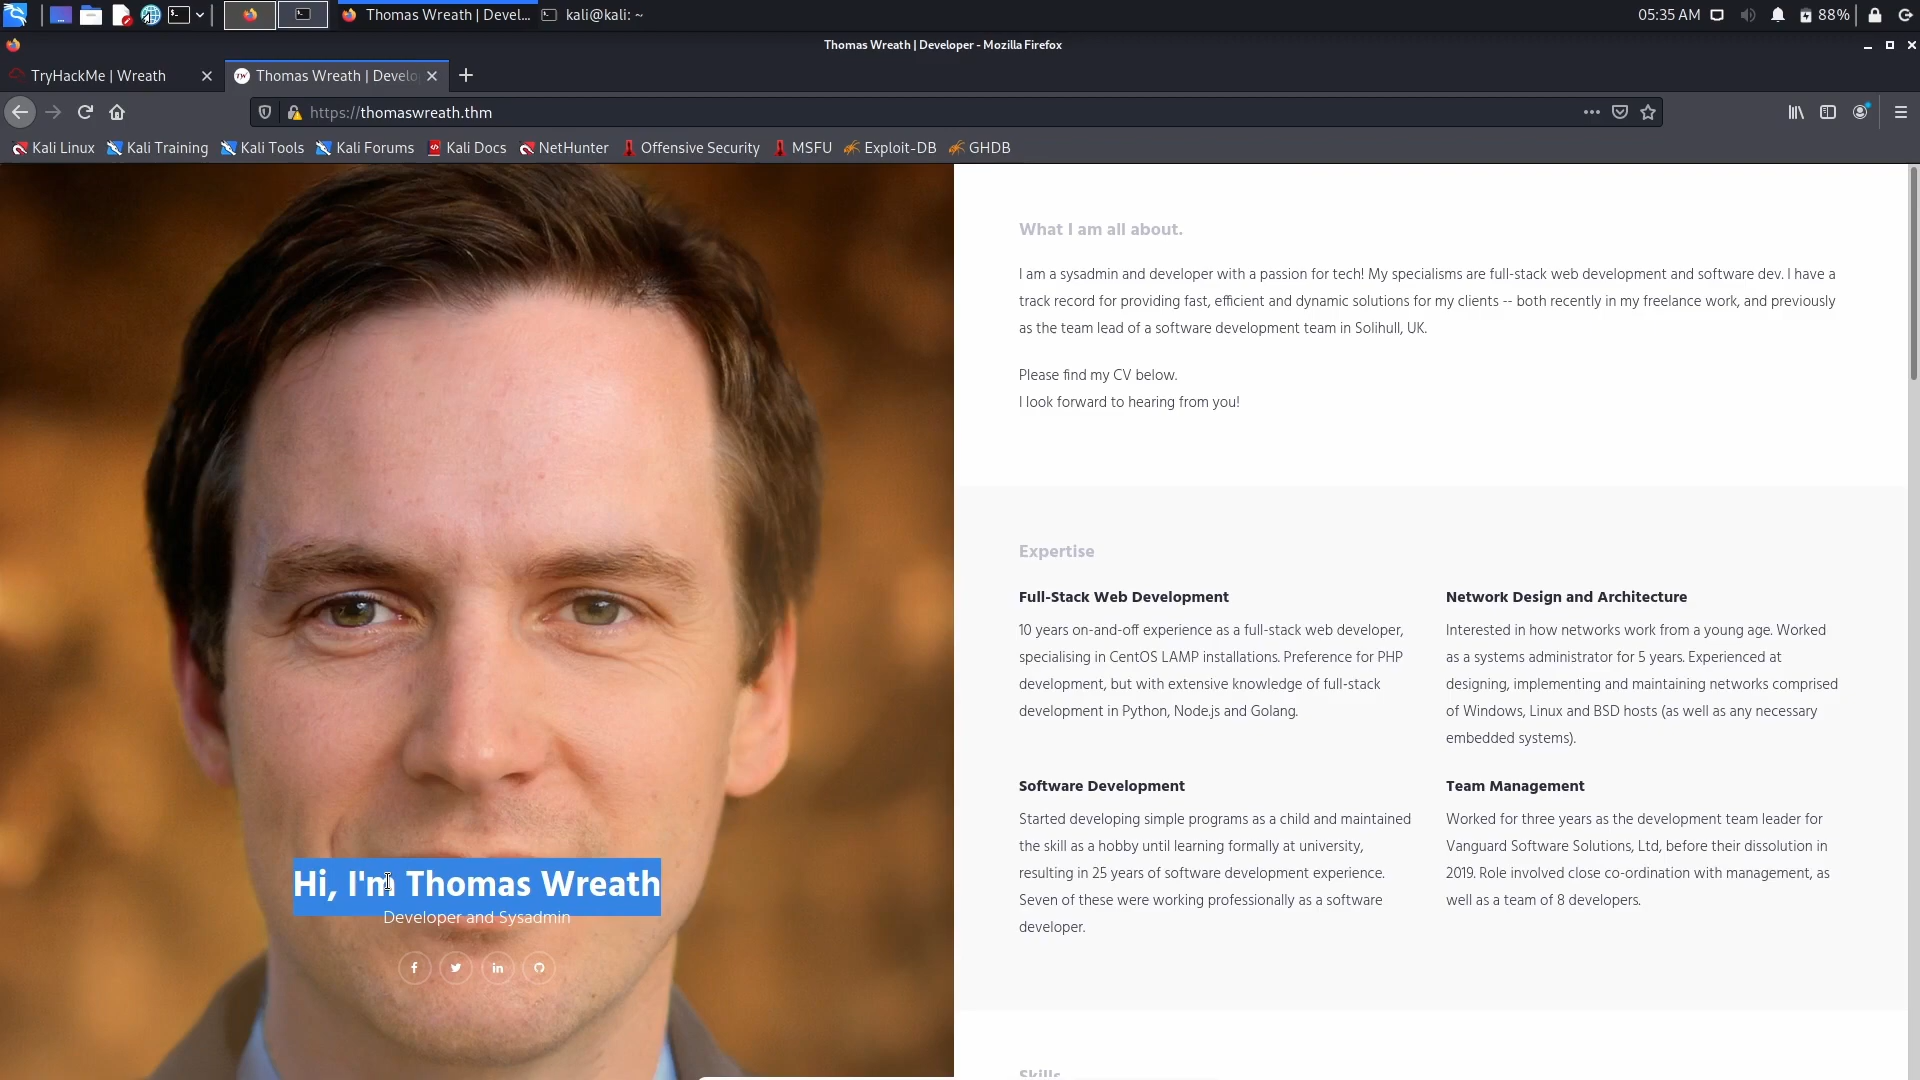 Thomas Wreath | Devel...
kali@kali: ~
05:35 AM
88%
Thomas Wreath | Developer - Mozilla Firefox
TryHackMe | Wreath
Thomas Wreath | Develo
https://thomaswreath.thm
Kali Linux
Kali Training
Kali Tools
Kali Forums
Kali Docs
NetHunter
Offensive Security
MSFU
Exploit-DB
GHDB
Hi, I'm Thomas Wreath
Developer and Sysadmin
What I am all about.
I am a sysadmin and developer with a passion for tech! My specialisms are full-stack web development and software dev. I have a
track record for providing fast, efficient and dynamic solutions for my clients -- both recently in my freelance work, and previously
as the team lead of a software development team in Solihull, UK.
Please find my CV below.
I look forward to hearing from you!
Expertise
Full-Stack Web Development
10 years on-and-off experience as a full-stack web developer,
specialising in CentOS LAMP installations. Preference for PHP
development, but with extensive knowledge of full-stack
development in Python, Node.js and Golang.
Network Design and Architecture
Interested in how networks work from a young age. Worked
as a systems administrator for 5 years. Experienced at
designing, implementing and maintaining networks comprised
of Windows, Linux and BSD hosts (as well as any necessary
embedded systems).
Software Development
Started developing simple programs as a child and maintained
the skill as a hobby until learning formally at university,
resulting in 25 years of software development experience.
Seven of these were working professionally as a software
developer.
Team Management
Worked for three years as the development team leader for
Vanguard Software Solutions, Ltd, before their dissolution in
2019. Role involved close co-ordination with management, as
well as a team of 8 developers.
Skills